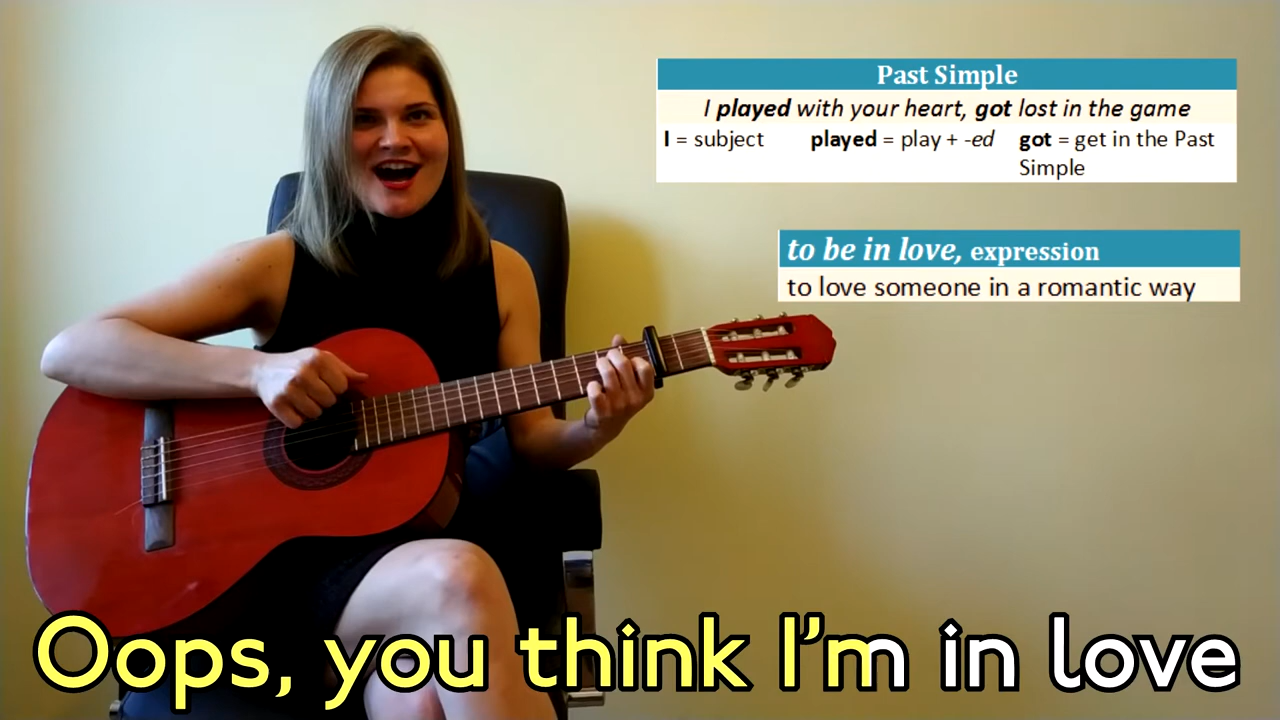 Past Simple
I played with your heart, got lost in the game
I = subject played = play + -ed got = get in the Past
Simple
to be in love, expression
to love someone in a romantic way
Oops, you think I'm in love